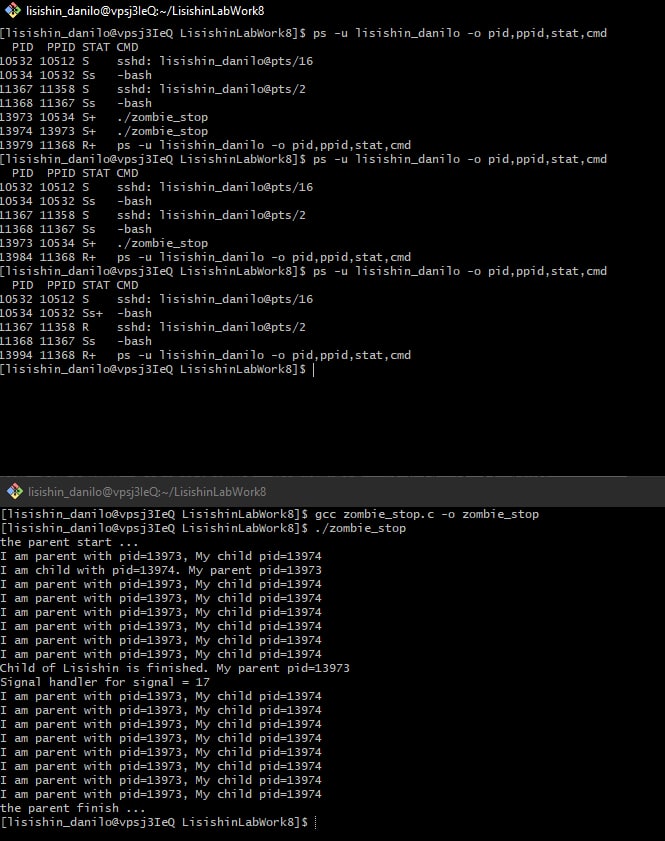 lisishin_danilo@vpsj3IeQ:~/LisishinLabWork8
[lisishin_danilo@vpsj3IeQ LisishinLabWork8]$ ps -u lisishin_danilo -o pid,ppid,stat,cmd
PID PPID STAT CMD
10532 10512 S sshd: lisishin_danilo@pts/16
10534 10532 Ss -bash
11367 11358 S sshd: lisishin_danilo@pts/2
11368 11367 Ss -bash
13973 10534 S+ ./zombie_stop
13974 13973 S+ ./zombie_stop
13979 11368 R+ ps -u lisishin_danilo -o pid,ppid,stat,cmd
[lisishin_danilo@vpsj3IeQ LisishinLabWork8]$ ps -u lisishin_danilo -o pid,ppid,stat,cmd
PID PPID STAT CMD
10532 10512 S sshd: lisishin_danilo@pts/16
10534 10532 Ss -bash
11367 11358 S sshd: lisishin_danilo@pts/2
11368 11367 Ss -bash
13973 10534 S+ ./zombie_stop
13984 11368 R+ ps -u lisishin_danilo -o pid,ppid,stat,cmd
[lisishin_danilo@vpsj3IeQ LisishinLabWork8]$ ps -u lisishin_danilo -o pid,ppid,stat,cmd
PID PPID STAT CMD
10532 10512 S sshd: lisishin_danilo@pts/16
10534 10532 Ss+ -bash
11367 11358 R sshd: lisishin_danilo@pts/2
11368 11367 Ss -bash
13994 11368 R+ ps -u lisishin_danilo -o pid,ppid,stat,cmd
[lisishin_danilo@vpsj3IeQ LisishinLabWork8]$
lisishin_danilo@vpsj3IeQ:~/LisishinLabWork8
[lisishin_danilo@vpsj3IeQ LisishinLabWork8]$ gcc zombie_stop.c -o zombie_stop
[lisishin_danilo@vpsj3IeQ LisishinLabWork8]$ ./zombie_stop
the parent start ...
I am parent with pid=13973, My child pid=13974
I am child with pid=13974. My parent pid=13973
I am parent with pid=13973, My child pid=13974
I am parent with pid=13973, My child pid=13974
I am parent with pid=13973, My child pid=13974
I am parent with pid=13973, My child pid=13974
I am parent with pid=13973, My child pid=13974
I am parent with pid=13973, My child pid=13974
Child of Lisishin is finished. My parent pid=13973
Signal handler for signal = 17
I am parent with pid=13973, My child pid=13974
I am parent with pid=13973, My child pid=13974
I am parent with pid=13973, My child pid=13974
I am parent with pid=13973, My child pid=13974
I am parent with pid=13973, My child pid=13974
I am parent with pid=13973, My child pid=13974
I am parent with pid=13973, My child pid=13974
I am parent with pid=13973, My child pid=13974
the parent finish ...
[lisishin_danilo@vpsj3IeQ LisishinLabWork8]$